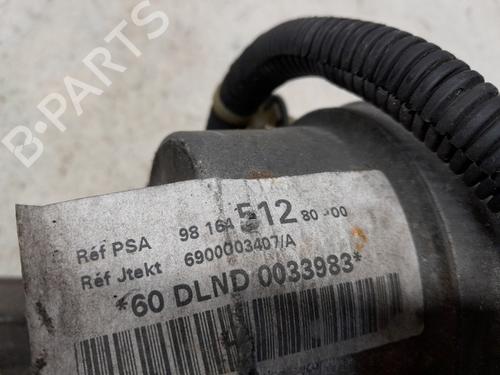 B-PARTS
Réf PSA 98 164 512 80-00
Réf Jtekt 6900003407/A
*60 DLND 0033983*